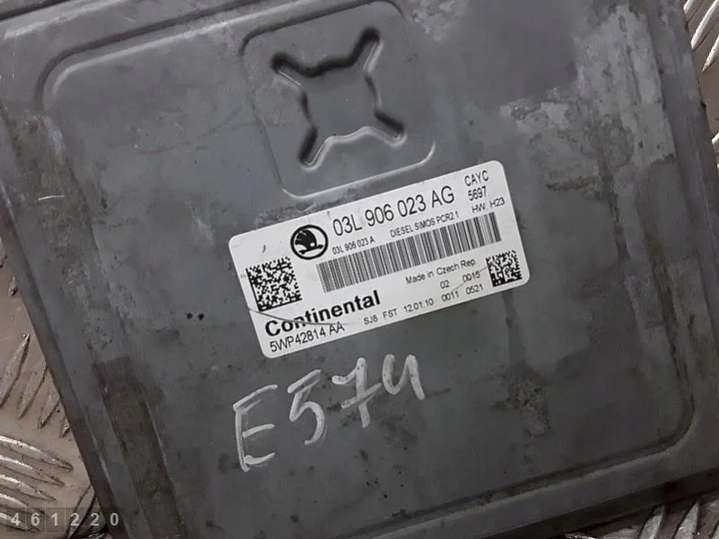 03L 906 023 AG
CAYC
5697
03L 906 023 A DIESEL SIMOS PCR2.1 HW H23
Made in Czech Rep.
Continental
02 0015
5WP42814 AA SJ8 FST 12.01.10 0011 0521
E574
461220